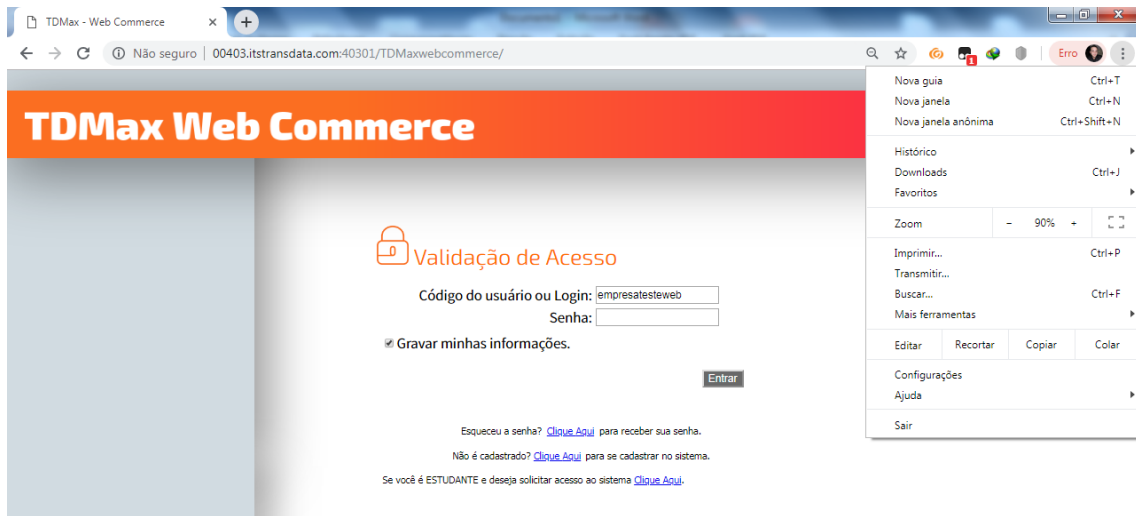 TDMax - Web Commerce
Não seguro | 00403.itstransdata.com:40301/TDMaxwebcommerce/
1
Erro
TDMax Web Commerce
Validação de Acesso
Código do usuário ou Login: empresatesteweb
Senha:
Gravar minhas informações.
Entrar
Esqueceu a senha? Clique Aqui para receber sua senha.
Não é cadastrado? Clique Aqui para se cadastrar no sistema.
Se você é ESTUDANTE e deseja solicitar acesso ao sistema Clique Aqui.
Nova guia Ctrl+T
Nova janela Ctrl+N
Nova janela anônima Ctrl+Shift+N
Histórico
Downloads Ctrl+J
Favoritos
Zoom - 90% +
Imprimir... Ctrl+P
Transmitir...
Buscar... Ctrl+F
Mais ferramentas
Editar Recortar Copiar Colar
Configurações
Ajuda
Sair